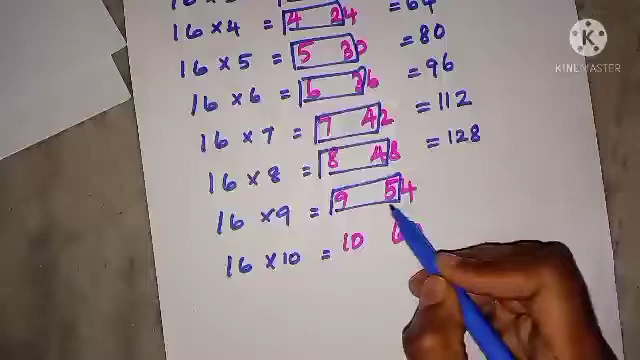 16 × 4 = 4 24 = 64
16 × 5 = 5 30 = 80
16 × 6 = 6 36 = 96
16 × 7 = 7 42 = 112
16 × 8 = 8 48 = 128
16 × 9 = 9 54
16 × 10 = 10
KINEMASTER